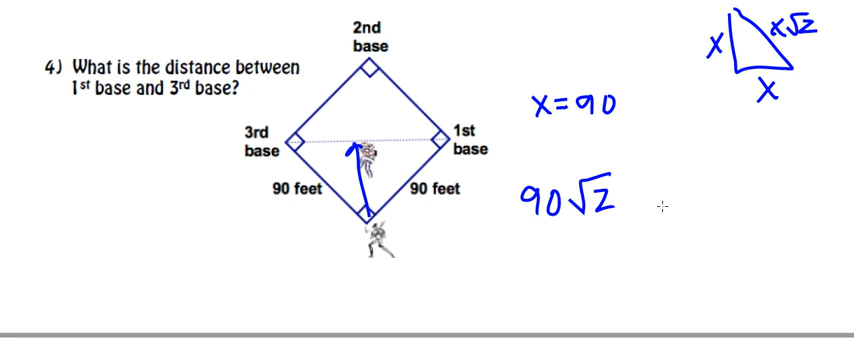 2nd
base
4) What is the distance between
1st base and 3rd base?
3rd
base
1st
base
90 feet
90 feet
x = 90
90√2
x
x√2
x